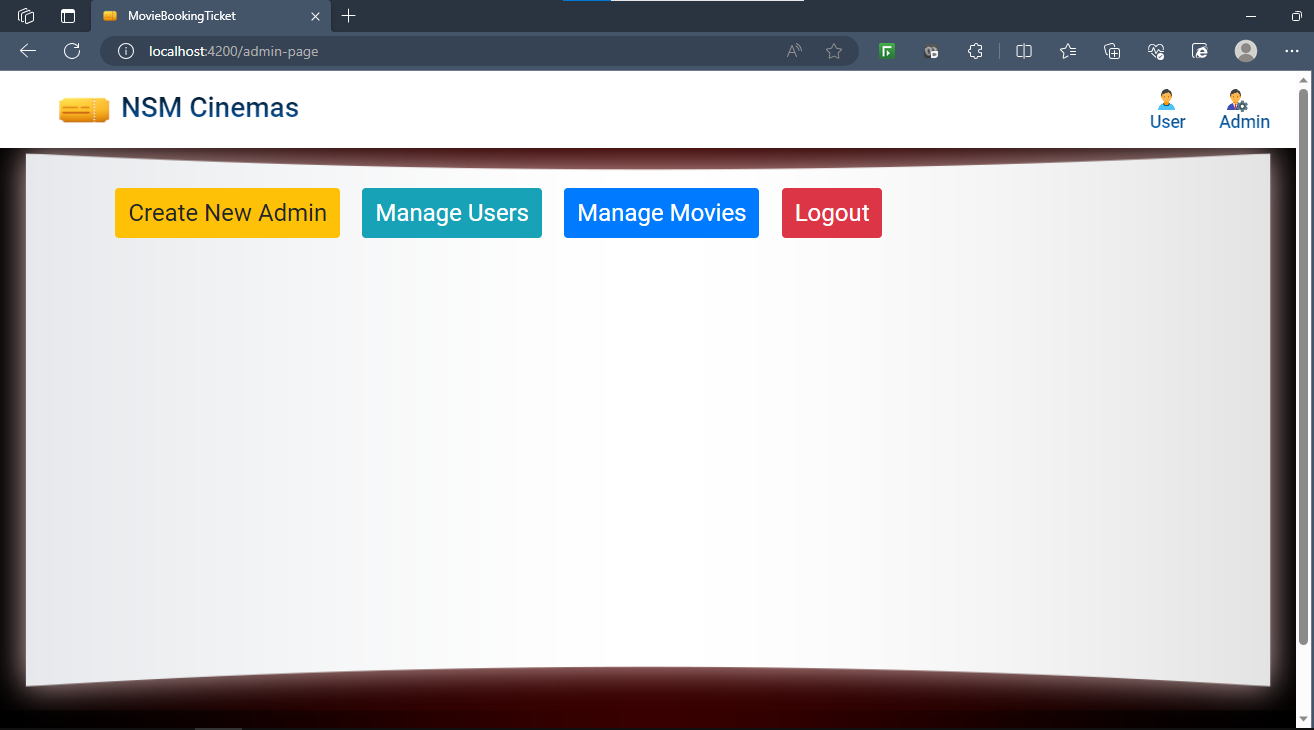 MovieBookingTicket
localhost:4200/admin-page
NSM Cinemas
User
Admin
Create New Admin
Manage Users
Manage Movies
Logout